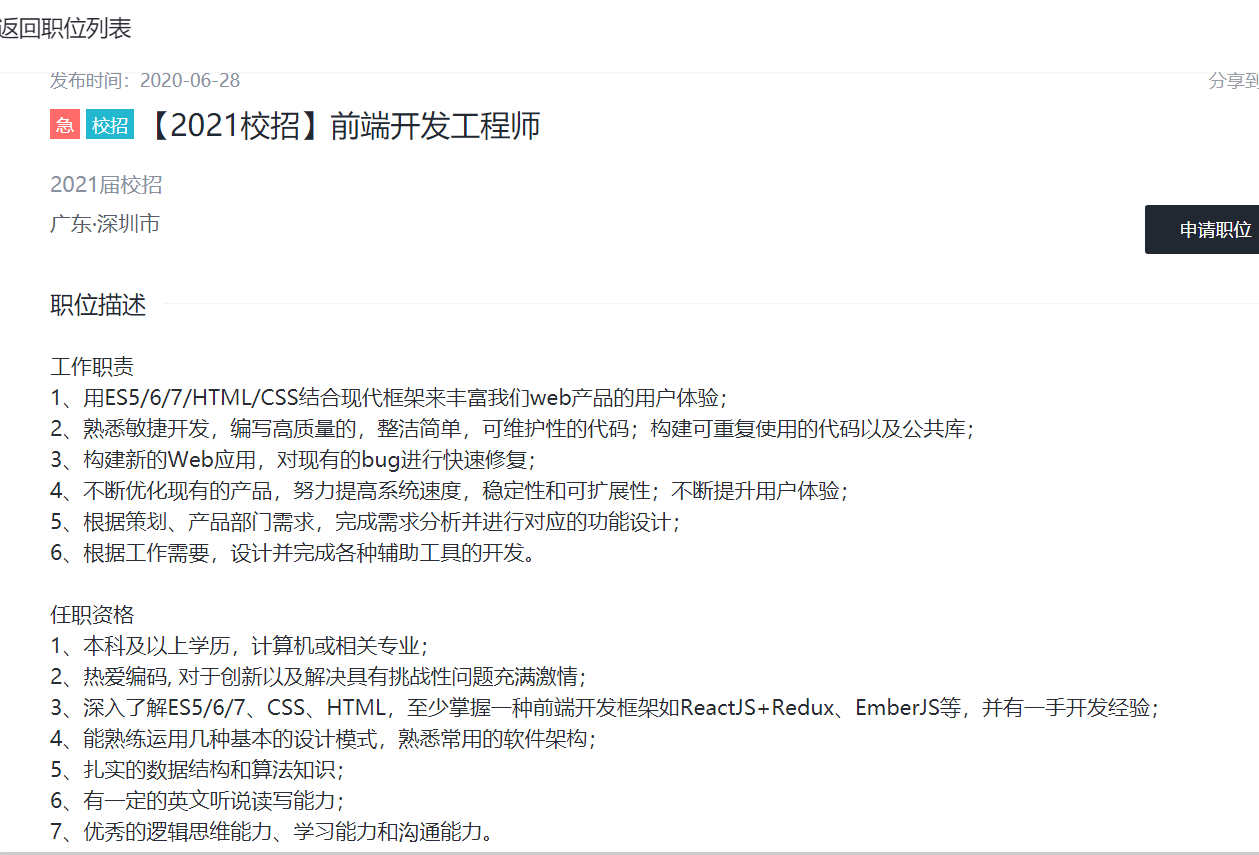 返回职位列表
发布时间：2020-06-28
分享到
急 校招 【2021校招】前端开发工程师
2021届校招
广东·深圳市
申请职位
职位描述
工作职责
1、用ES5/6/7/HTML/CSS结合现代框架来丰富我们web产品的用户体验；
2、熟悉敏捷开发，编写高质量的，整洁简单，可维护性的代码；构建可重复使用的代码以及公共库；
3、构建新的Web应用，对现有的bug进行快速修复；
4、不断优化现有的产品，努力提高系统速度，稳定性和可扩展性；不断提升用户体验；
5、根据策划、产品部门需求，完成需求分析并进行对应的功能设计；
6、根据工作需要，设计并完成各种辅助工具的开发。
任职资格
1、本科及以上学历，计算机或相关专业；
2、热爱编码, 对于创新以及解决具有挑战性问题充满激情；
3、深入了解ES5/6/7、CSS、HTML，至少掌握一种前端开发框架如ReactJS+Redux、EmberJS等，并有一手开发经验；
4、能熟练运用几种基本的设计模式，熟悉常用的软件架构；
5、扎实的数据结构和算法知识；
6、有一定的英文听说读写能力；
7、优秀的逻辑思维能力、学习能力和沟通能力。